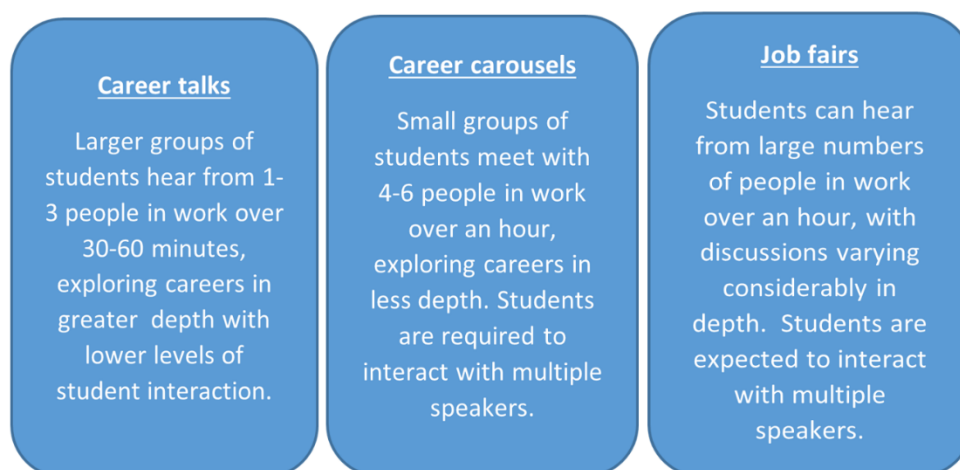 Career talks
Larger groups of
students hear from 1-
3 people in work over
30-60 minutes,
exploring careers in
greater  depth with
lower levels of
student interaction.
Career carousels
Small groups of
students meet with
4-6 people in work
over an hour,
exploring careers in
less depth. Students
are required to
interact with multiple
speakers.
Job fairs
Students can hear
from large numbers
of people in work
over an hour, with
discussions varying
considerably in
depth.  Students are
expected to interact
with multiple
speakers.